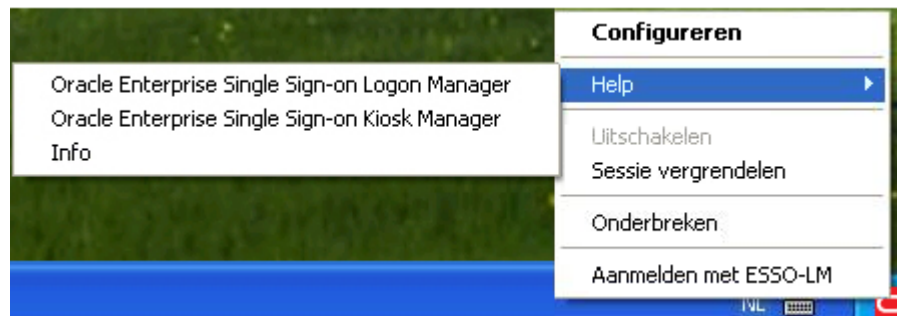 Configureren
Help
Oracle Enterprise Single Sign-on Logon Manager
Oracle Enterprise Single Sign-on Kiosk Manager
Info
Uitschakelen
Sessie vergrendelen
Onderbreken
Aanmelden met ESSO-LM
NL